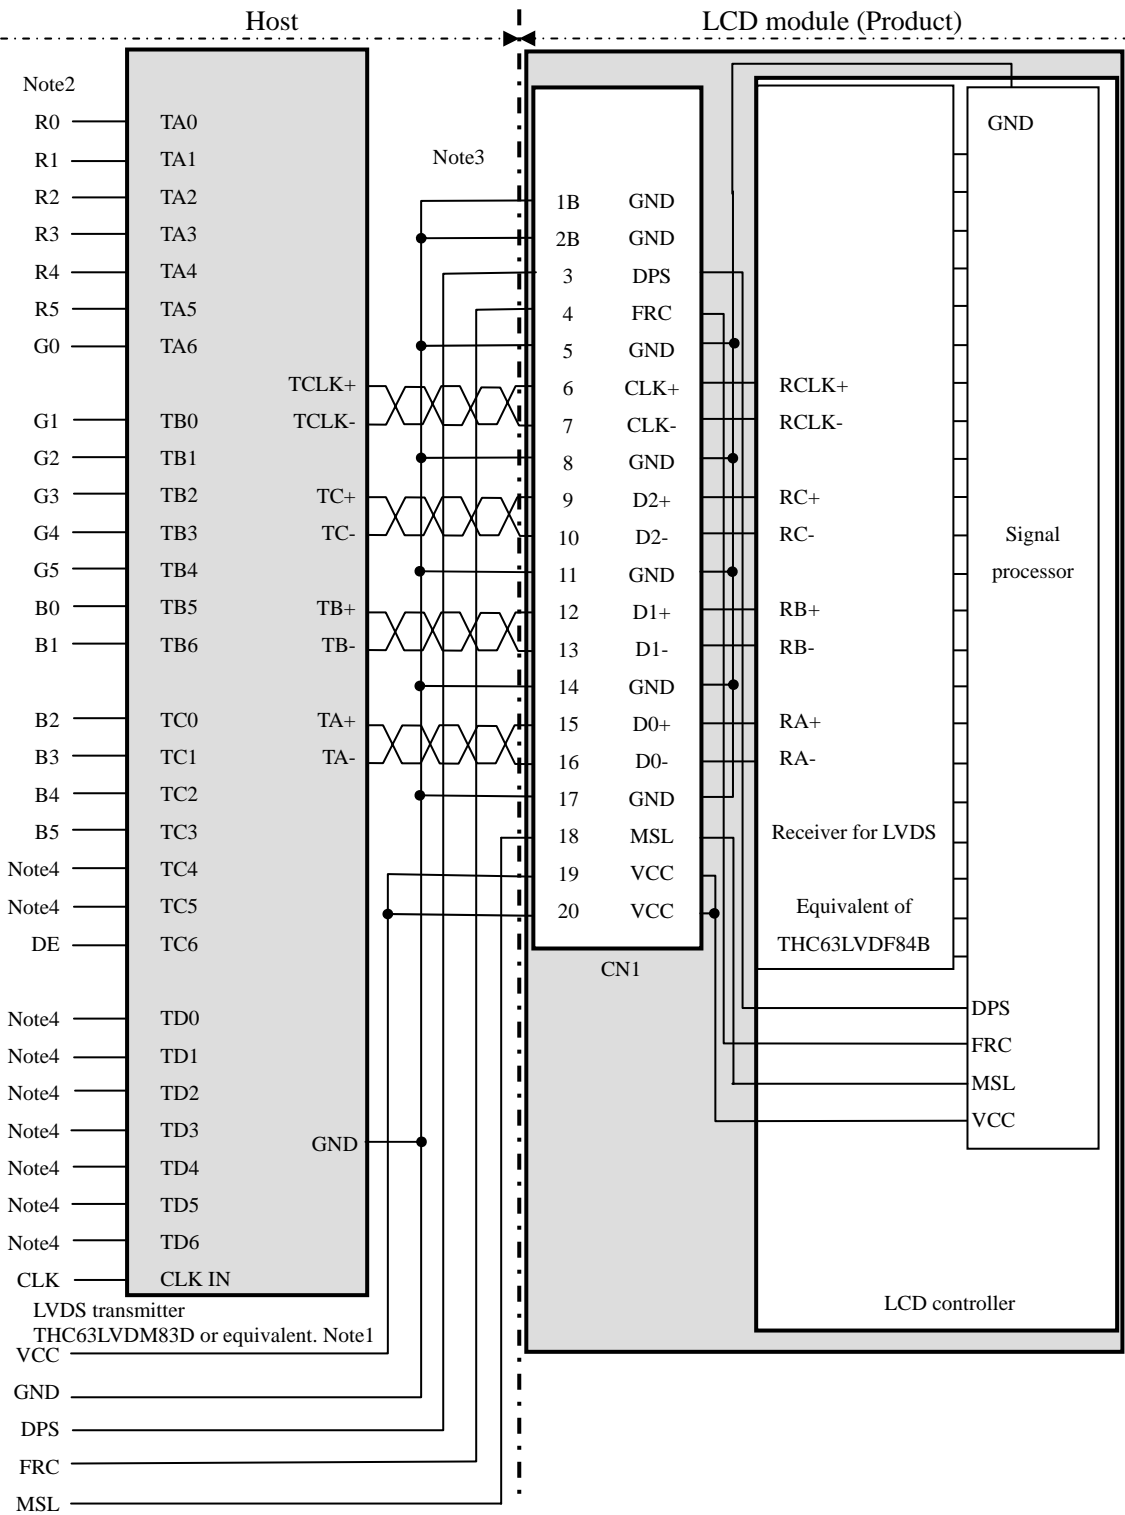 Host
LCD module (Product)
Note2
R0 TA0
R1 TA1
R2 TA2
R3 TA3
R4 TA4
R5 TA5
G0 TA6
TCLK+
G1 TB0 TCLK-
G2 TB1
G3 TB2 TC+
G4 TB3 TC-
G5 TB4
B0 TB5 TB+
B1 TB6 TB-
B2 TC0 TA+
B3 TC1 TA-
B4 TC2
B5 TC3
Note4 TC4
Note4 TC5
DE TC6
Note4 TD0
Note4 TD1
Note4 TD2
Note4 TD3
GND
Note4 TD4
Note4 TD5
Note4 TD6
CLK CLK IN
LVDS transmitter
THC63LVDM83D or equivalent. Note1
VCC
GND
DPS
FRC
MSL
Note3
1B GND
2B GND
3 DPS
4 FRC
5 GND
6 CLK+
7 CLK-
8 GND
9 D2+
10 D2-
11 GND
12 D1+
13 D1-
14 GND
15 D0+
16 D0-
17 GND
18 MSL
19 VCC
20 VCC
CN1
RCLK+
RCLK-
RC+
RC-
RB+
RB-
RA+
RA-
Receiver for LVDS
Equivalent of
THC63LVDF84B
GND
Signal
processor
DPS
FRC
MSL
VCC
LCD controller